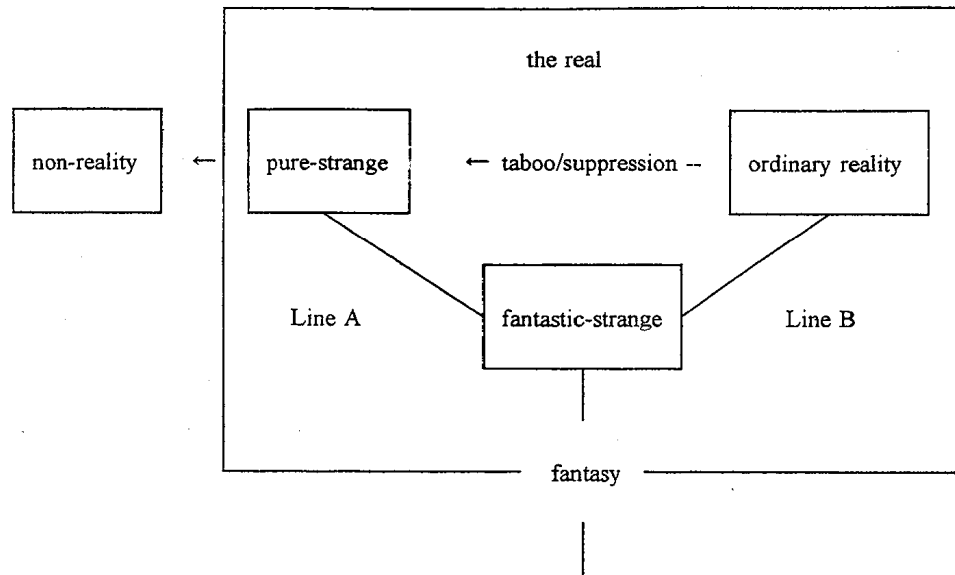 the real
non-reality ← pure-strange ← taboo/suppression -- ordinary reality
Line A fantastic-strange Line B
fantasy